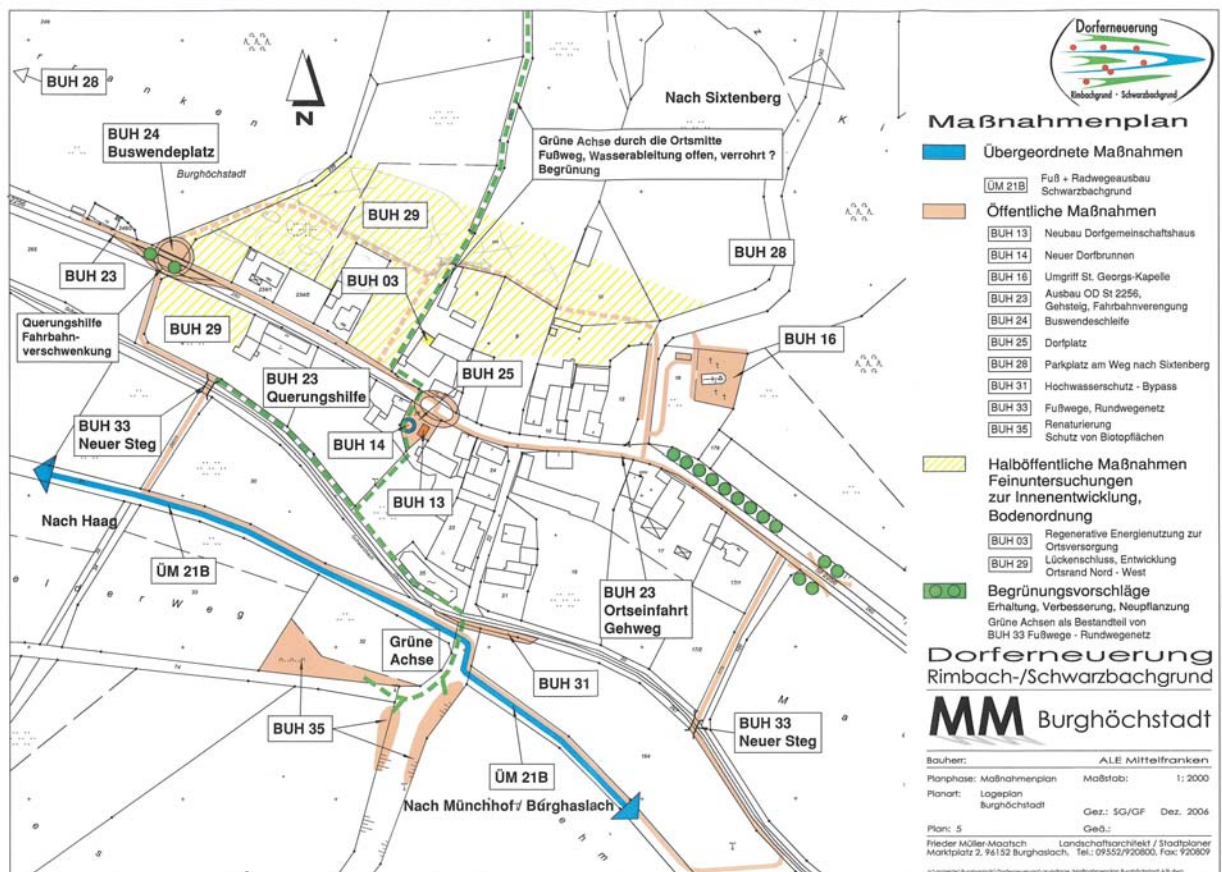 BUH 28
N
BUH 24
Buswendeplatz
Burghöchstadt
Nach Sixtenberg
Grüne Achse durch die Ortsmitte
Fußweg, Wasserableitung offen, verrohrt ?
Begrünung
BUH 29
BUH 28
BUH 23
BUH 03
Querungshilfe
Fahrbahn-
verschwenkung
BUH 29
BUH 16
BUH 23
Querungshilfe
BUH 25
BUH 33
Neuer Steg
BUH 14
BUH 13
Nach Haag
ÜM 21B
BUH 23
Ortseinfahrt
Gehweg
Grüne
Achse
BUH 31
BUH 35
BUH 33
Neuer Steg
ÜM 21B
Nach Münchhof / Burghaslach
Dorferneuerung
Rimbachgrund - Schwarzbachgrund
Maßnahmenplan
Übergeordnete Maßnahmen
ÜM 21B Fuß + Radwegeausbau
Schwarzbachgrund
Öffentliche Maßnahmen
BUH 13 Neubau Dorfgemeinschaftshaus
BUH 14 Neuer Dorfbrunnen
BUH 16 Umgriff St. Georgs-Kapelle
BUH 23 Ausbau OD St 2256,
Gehsteig, Fahrbahnverengung
BUH 24 Buswendeschleife
BUH 25 Dorfplatz
BUH 28 Parkplatz am Weg nach Sixtenberg
BUH 31 Hochwasserschutz - Bypass
BUH 33 Fußwege, Rundwegenetz
BUH 35 Renaturierung
Schutz von Biotopflächen
Halböffentliche Maßnahmen
Feinuntersuchungen
zur Innenentwicklung,
Bodenordnung
BUH 03 Regenerative Energienutzung zur
Ortsversorgung
BUH 29 Lückenschluss, Entwicklung
Ortsrand Nord - West
Begrünungsvorschläge
Erhaltung, Verbesserung, Neupflanzung
Grüne Achsen als Bestandteil von
BUH 33 Fußwege - Rundwegenetz
Dorferneuerung
Rimbach-/Schwarzbachgrund
MM Burghöchstadt
Bauherr: ALE Mittelfranken
Planphase: Maßnahmenplan Maßstab: 1: 2000
Planart: Lageplan
Burghöchstadt
Gez.: SG/GF Dez. 2006
Plan: 5 Geä.:
Frieder Müller-Maatsch Landschaftsarchitekt / Stadtplaner
Marktplatz 2, 96152 Burghaslach, Tel.: 09552/920800, Fax: 920809